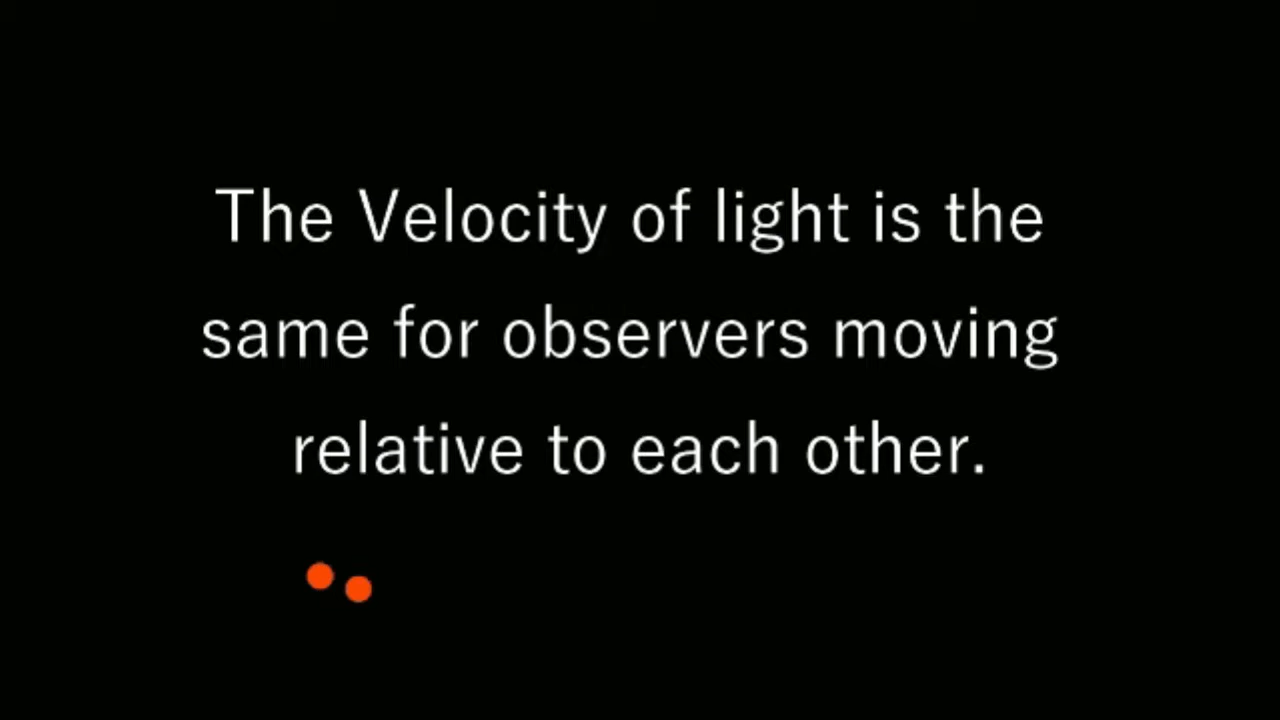 The Velocity of light is the
same for observers moving
relative to each other.